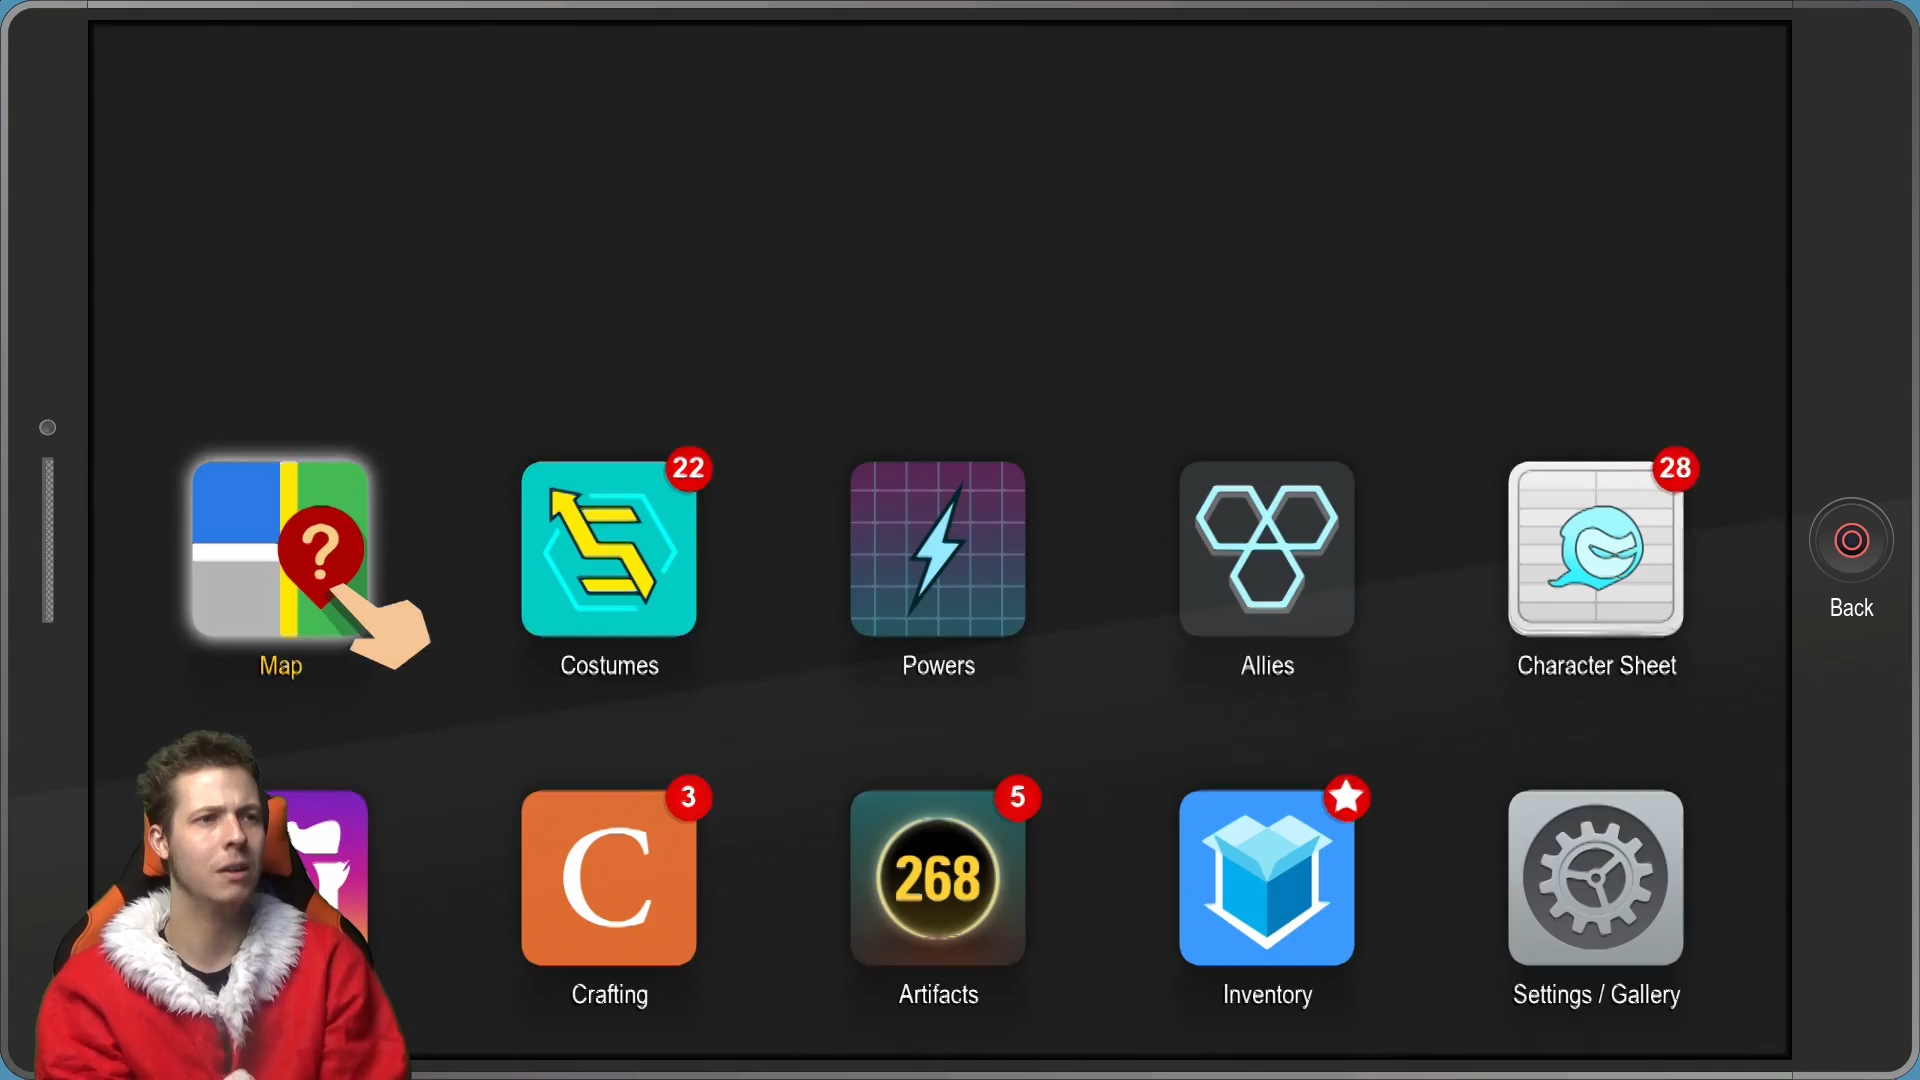 22
28
?
Map
Costumes
Powers
Allies
Character Sheet
Back
3
5
C
268
Crafting
Artifacts
Inventory
Settings / Gallery